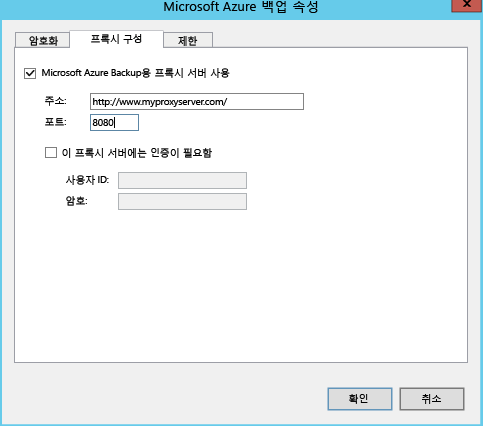 Microsoft Azure 백업 속성
암호화 프록시 구성 제한
Microsoft Azure Backup용 프록시 서버 사용
주소: http://www.myproxyserver.com/
포트: 8080
이 프록시 서버에는 인증이 필요함
사용자 ID:
암호:
확인 취소